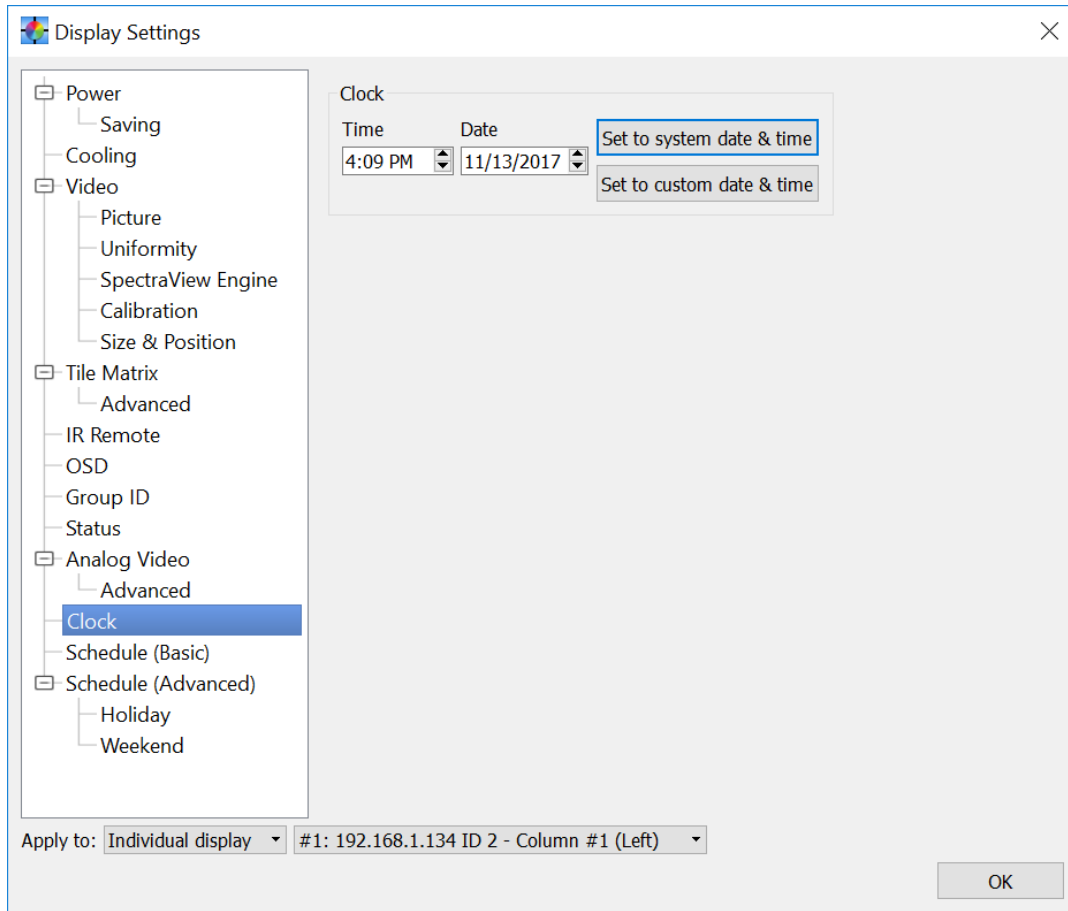 Display Settings
Power
Saving
Cooling
Video
Picture
Uniformity
SpectraView Engine
Calibration
Size & Position
Tile Matrix
Advanced
IR Remote
OSD
Group ID
Status
Analog Video
Advanced
Clock
Schedule (Basic)
Schedule (Advanced)
Holiday
Weekend
Clock
Time Date
4:09 PM 11/13/2017
Set to system date & time
Set to custom date & time
Apply to: Individual display #1: 192.168.1.134 ID 2 - Column #1 (Left)
OK